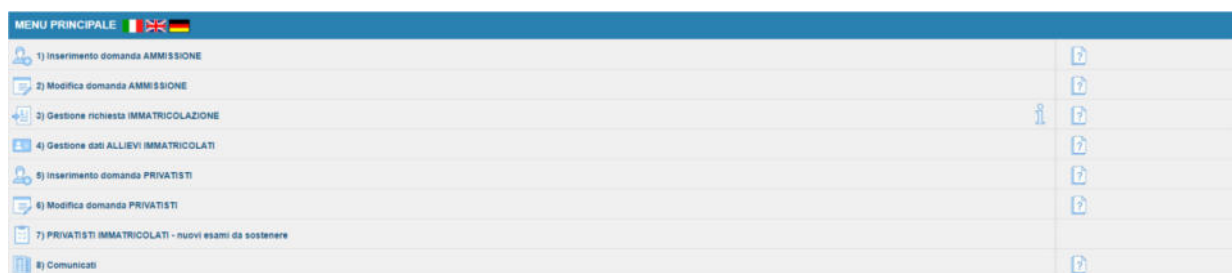 MENU PRINCIPALE
1) Inserimento domanda AMMISSIONE
2) Modifica domanda AMMISSIONE
3) Gestione richiesta IMMATRICOLAZIONE
4) Gestione dati ALLIEVI IMMATRICOLATI
5) Inserimento domanda PRIVATISTI
6) Modifica domanda PRIVATISTI
7) PRIVATISTI IMMATRICOLATI - nuovi esami da sostenere
8) Comunicati